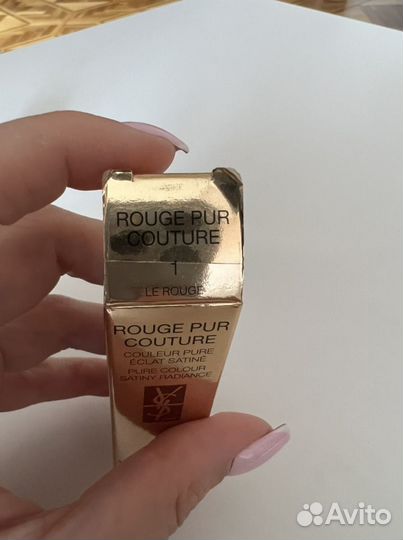 ROUGE PUR
COUTURE
1
LE ROUGE
ROUGE PUR
COUTURE
COULEUR PURE
ÉCLAT SATINÉ
PURE COLOUR
SATINY RADIANCE
YSL
Avito